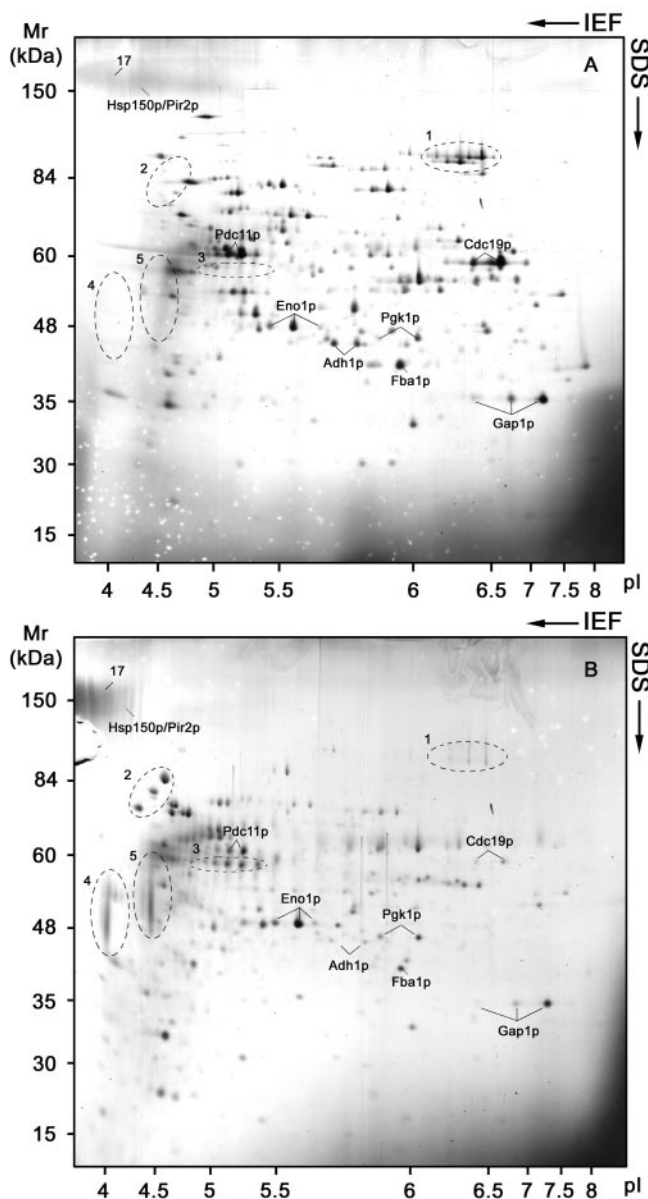 Mr
(kDa)
IEF
SDS
A
17
Hsp150p/Pir2p
150
1
84
2
Pdc11p
Cdc19p
60
5
3
4
Eno1p
Pgk1p
48
Adh1p
Fba1p
35
Gap1p
30
15
4 4.5 5 5.5 6 6.5 7 7.5 8 pI
Mr
(kDa)
IEF
SDS
B
17
150
Hsp150p/Pir2p
1
84
2
Pdc11p
Cdc19p
60
5
3
4
Eno1p
Pgk1p
48
Adh1p
Fba1p
35
Gap1p
30
15
4 4.5 5 5.5 6 6.5 7 7.5 8 pI